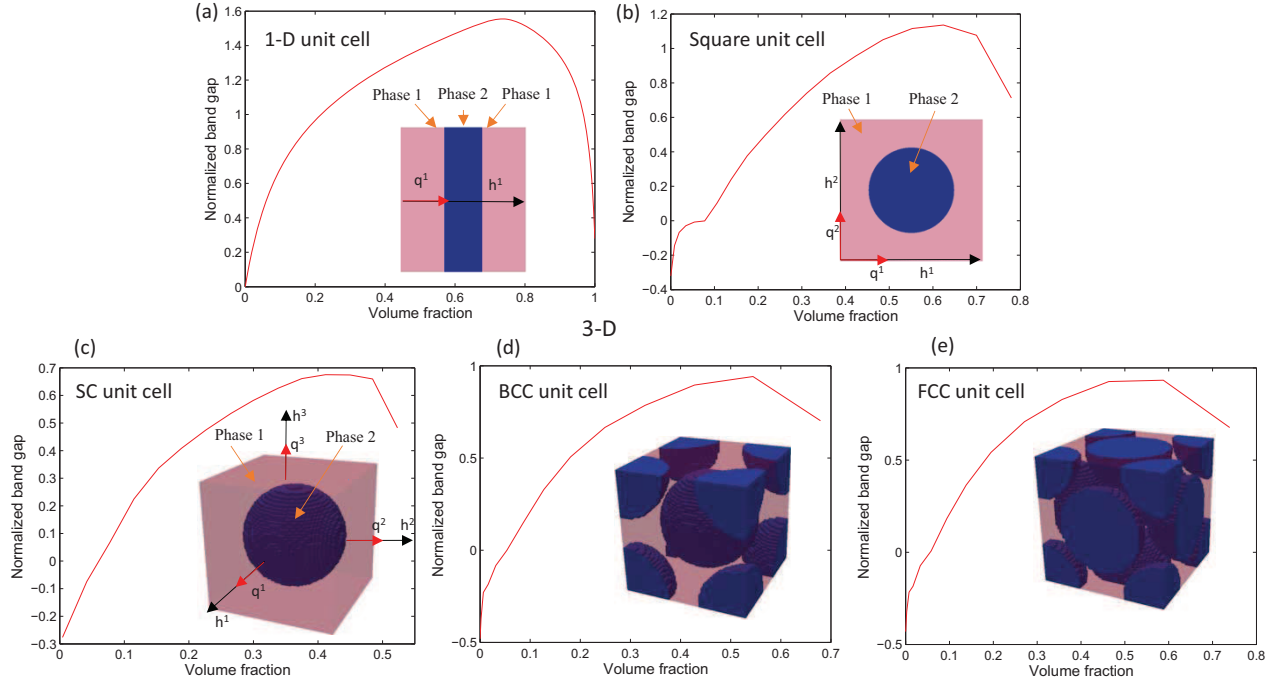 (a)
1-D unit cell
Normalized band gap
1.6
1.4
1.2
1
0.8
0.6
0.4
0.2
0
Phase 1
Phase 2
Phase 1
q¹
h¹
0
0.2
0.4
0.6
0.8
1
Volume fraction
(b)
Square unit cell
Normalized band gap
1.2
1
0.8
0.6
0.4
0.2
0
−0.2
−0.4
Phase 1
Phase 2
h²
q²
q¹
h¹
0
0.1
0.2
0.3
0.4
0.5
0.6
0.7
0.8
Volume fraction
3-D
(c)
SC unit cell
Normalized band gap
0.7
0.6
0.5
0.4
0.3
0.2
0.1
0
−0.1
−0.2
−0.3
Phase 1
Phase 2
h³
q³
q²
h²
q¹
h¹
0
0.1
0.2
0.3
0.4
0.5
Volume fraction
(d)
BCC unit cell
Normalized band gap
1
0.5
0
−0.5
0
0.1
0.2
0.3
0.4
0.5
0.6
0.7
Volume fraction
(e)
FCC unit cell
Normalized band gap
1
0.5
0
−0.5
0
0.1
0.2
0.3
0.4
0.5
0.6
0.7
0.8
Volume fraction